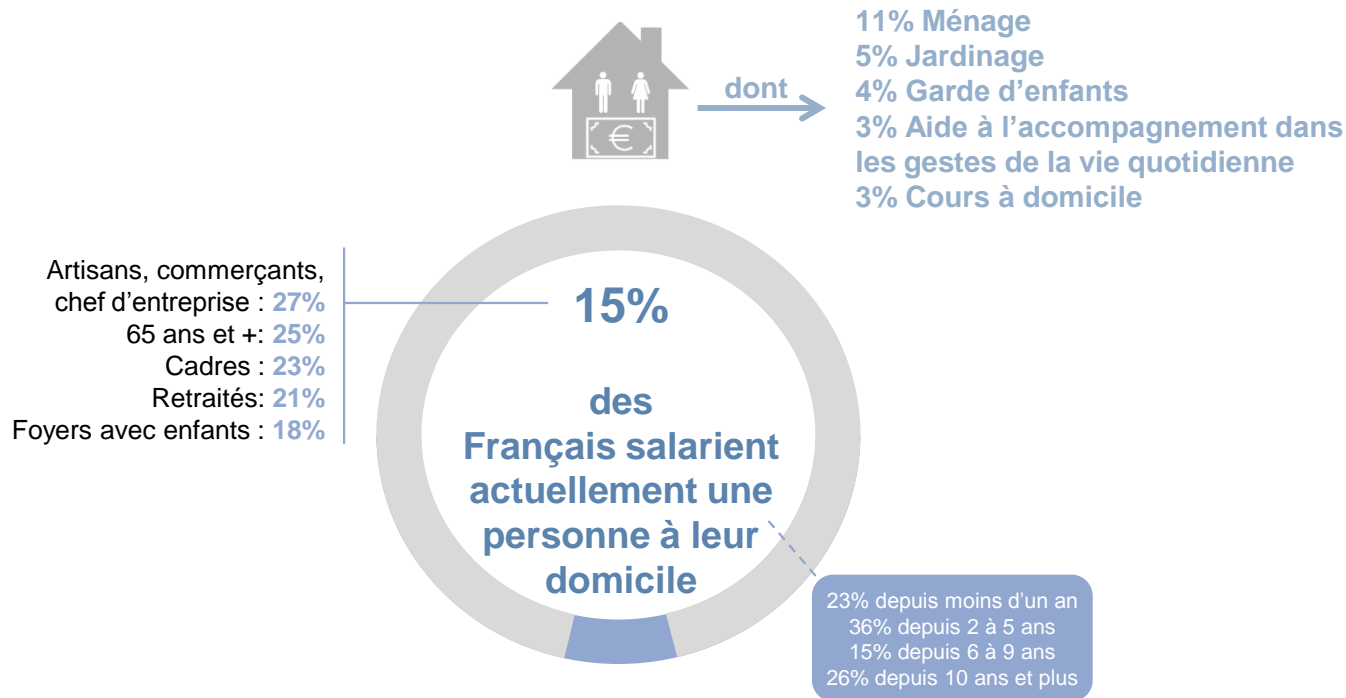 11% Ménage
5% Jardinage
dont
4% Garde d’enfants
3% Aide à l’accompagnement dans
les gestes de la vie quotidienne
€
3% Cours à domicile
Artisans, commerçants,
chef d’entreprise : 27%
65 ans et +: 25%
Cadres : 23%
Retraités: 21%
Foyers avec enfants : 18%
15%
des
Français salarient
actuellement une
personne à leur
domicile
23% depuis moins d’un an
36% depuis 2 à 5 ans
15% depuis 6 à 9 ans
26% depuis 10 ans et plus